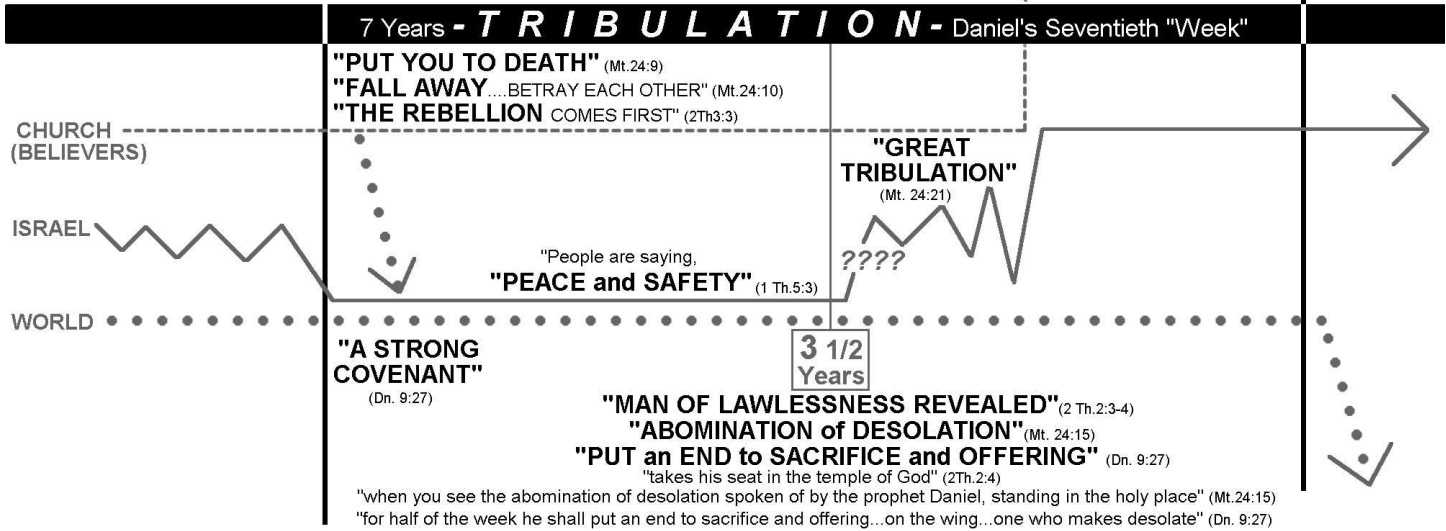 7 Years - TRIBULATION - Daniel's Seventieth "Week"
"PUT YOU TO DEATH" (Mt.24:9)
"FALL AWAY....BETRAY EACH OTHER" (Mt.24:10)
"THE REBELLION COMES FIRST" (2Th3:3)
CHURCH
(BELIEVERS)
"GREAT
TRIBULATION"
(Mt. 24:21)
ISRAEL
????
"People are saying,
"PEACE and SAFETY" (1 Th.5:3)
WORLD
"A STRONG
COVENANT"
(Dn. 9:27)
3 1/2
Years
"MAN OF LAWLESSNESS REVEALED"(2 Th.2:3-4)
"ABOMINATION of DESOLATION"(Mt. 24:15)
"PUT an END to SACRIFICE and OFFERING" (Dn. 9:27)
"takes his seat in the temple of God" (2Th.2:4)
"when you see the abomination of desolation spoken of by the prophet Daniel, standing in the holy place" (Mt.24:15)
"for half of the week he shall put an end to sacrifice and offering...on the wing...one who makes desolate" (Dn. 9:27)